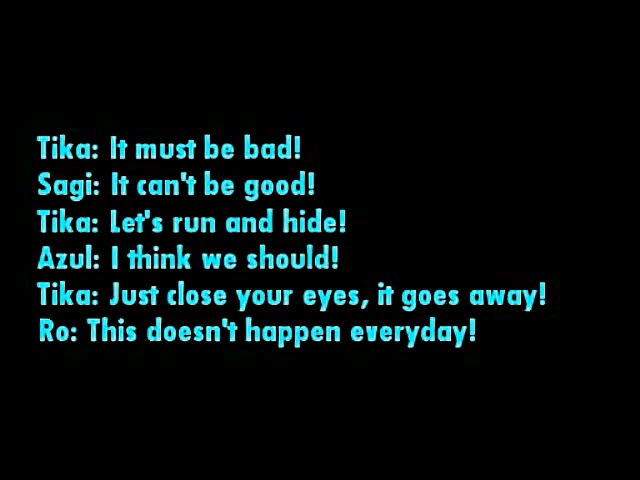 Tika: It must be bad!
Sagi: It can't be good!
Tika: Let's run and hide!
Azul: I think we should!
Tika: Just close your eyes, it goes away!
Ro: This doesn't happen everyday!